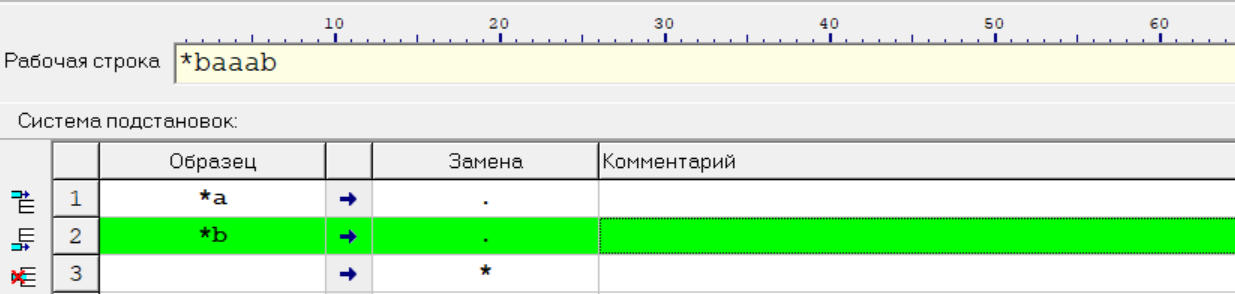 10 20 30 40 50 60
Рабочая строка *baaab
Система подстановок:
Образец Замена Комментарий
1 *a → .
2 *b → .
3 → *